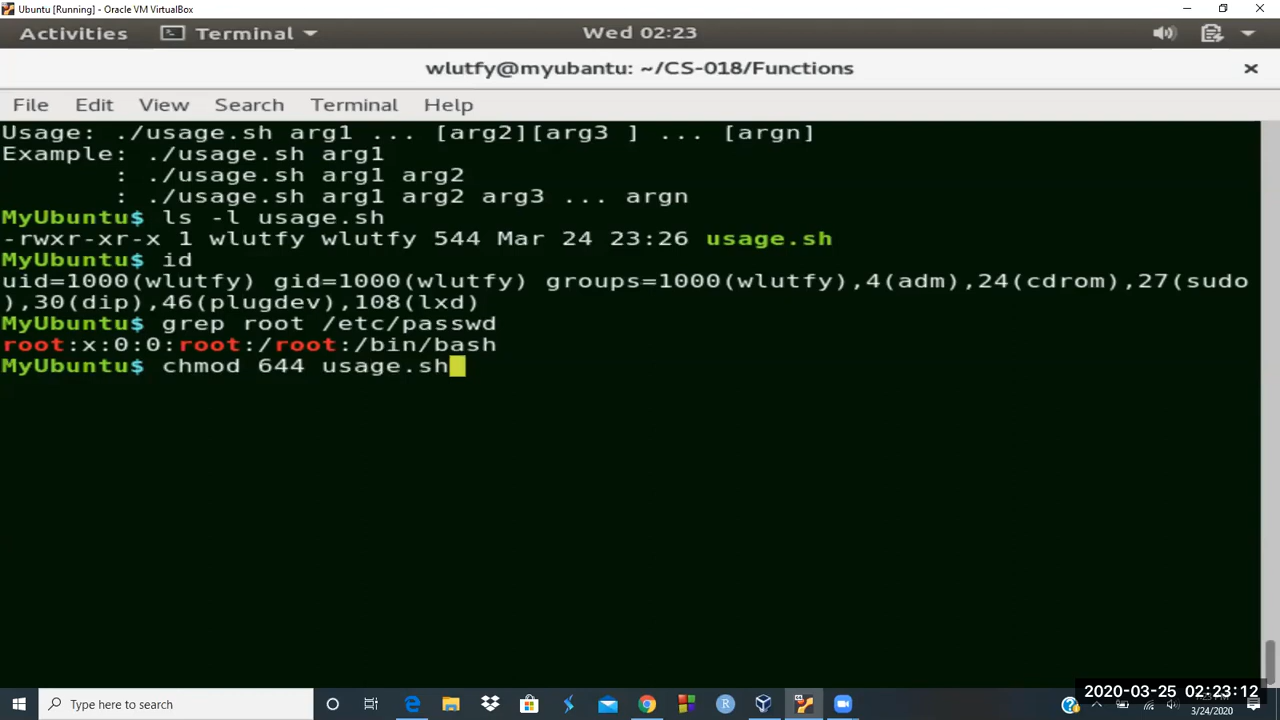 Ubuntu [Running] - Oracle VM VirtualBox
Activities Terminal Wed 02:23
wlutfy@myubantu: ~/CS-018/Functions
File Edit View Search Terminal Help
Usage: ./usage.sh arg1 ... [arg2][arg3 ] ... [argn]
Example: ./usage.sh arg1
: ./usage.sh arg1 arg2
: ./usage.sh arg1 arg2 arg3 ... argn
MyUbuntu$ ls -l usage.sh
-rwxr-xr-x 1 wlutfy wlutfy 544 Mar 24 23:26 usage.sh
MyUbuntu$ id
uid=1000(wlutfy) gid=1000(wlutfy) groups=1000(wlutfy),4(adm),24(cdrom),27(sudo
),30(dip),46(plugdev),108(lxd)
MyUbuntu$ grep root /etc/passwd
root:x:0:0:root:/root:/bin/bash
MyUbuntu$ chmod 644 usage.sh
Type here to search
2020-03-25 02:23:12
3/24/2020